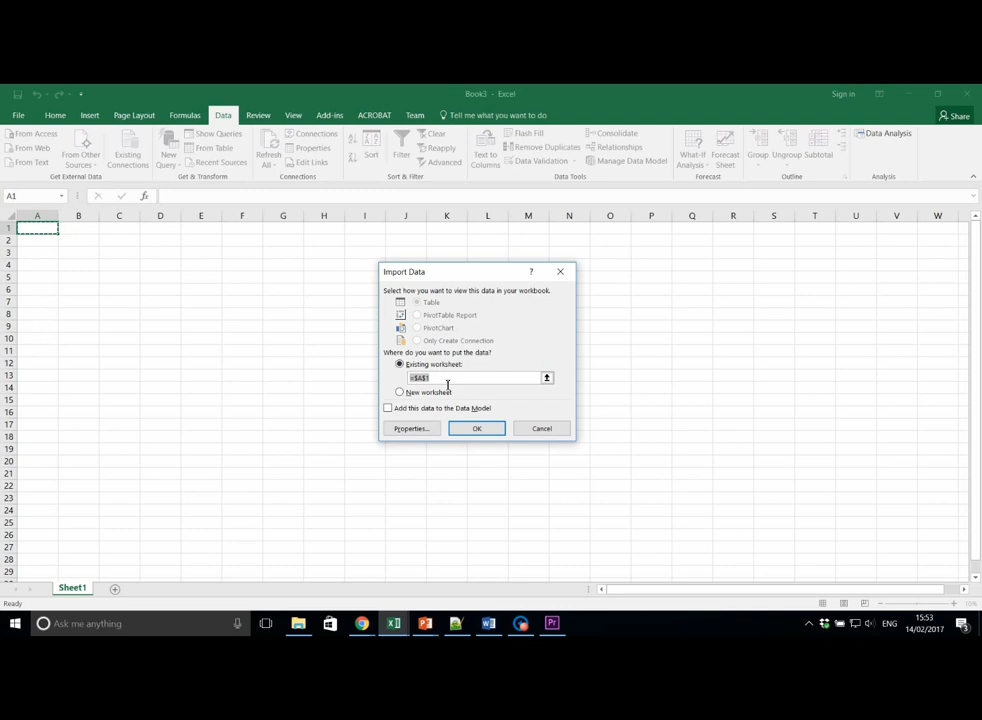 Book3 - Excel
Sign in
File Home Insert Page Layout Formulas Data Review View Add-ins ACROBAT Team Tell me what you want to do
Share
From Access
From Web
From Text
From Other Sources
Existing Connections
Get External Data
New Query
Show Queries
From Table
Recent Sources
Get & Transform
Refresh All
Connections
Properties
Edit Links
Connections
Sort
Filter
Clear
Reapply
Advanced
Sort & Filter
Text to Columns
Flash Fill
Remove Duplicates
Data Validation
Consolidate
Relationships
Manage Data Model
Data Tools
What-If Analysis
Forecast Sheet
Forecast
Group
Ungroup
Subtotal
Outline
Data Analysis
Analysis
A1
fx
A B C D E F G H I J K L M N O P Q R S T U V W
1
2
3
4
5
6
7
8
9
10
11
12
13
14
15
16
17
18
19
20
21
22
23
24
25
26
27
28
29
Import Data
?
Select how you want to view this data in your workbook.
Table
PivotTable Report
PivotChart
Only Create Connection
Where do you want to put the data?
Existing worksheet:
=$A$1
New worksheet
Add this data to the Data Model
Properties...
OK
Cancel
Sheet1
Ready
Ask me anything
ENG
15:53
14/02/2017
3